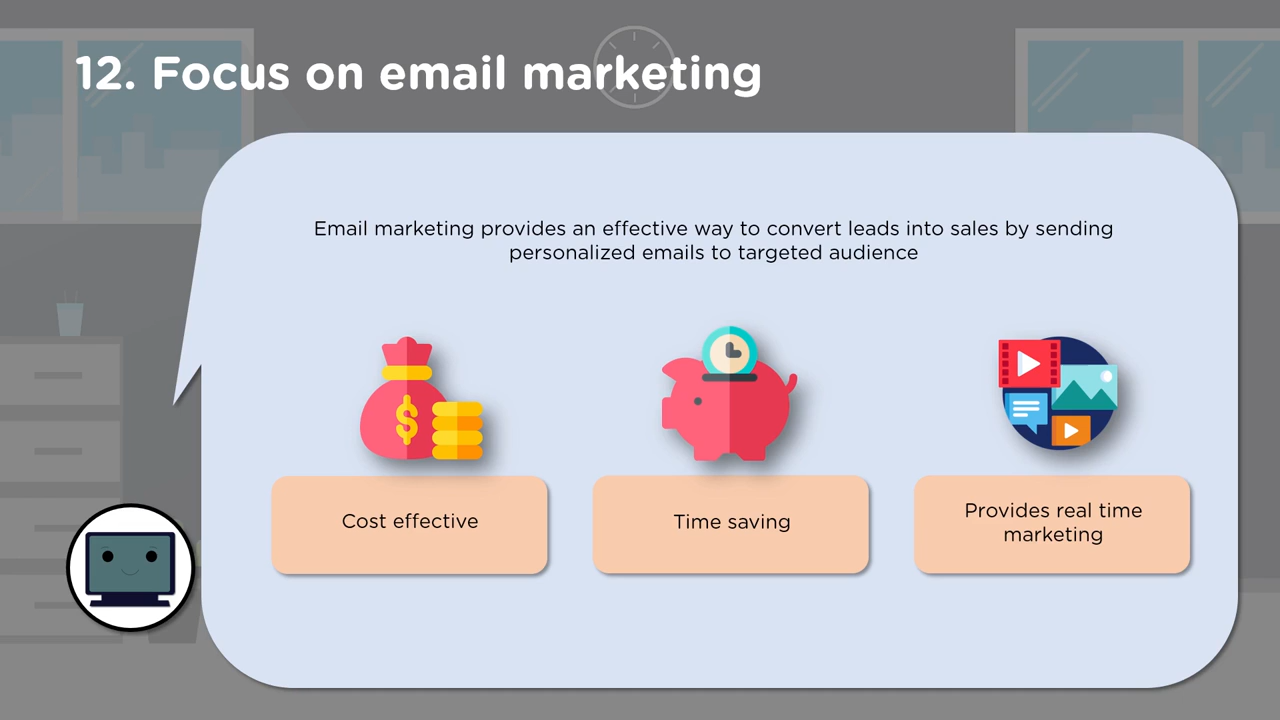 12. Focus on email marketing
Email marketing provides an effective way to convert leads into sales by sending
personalized emails to targeted audience
$
Cost effective
Time saving
Provides real time
marketing